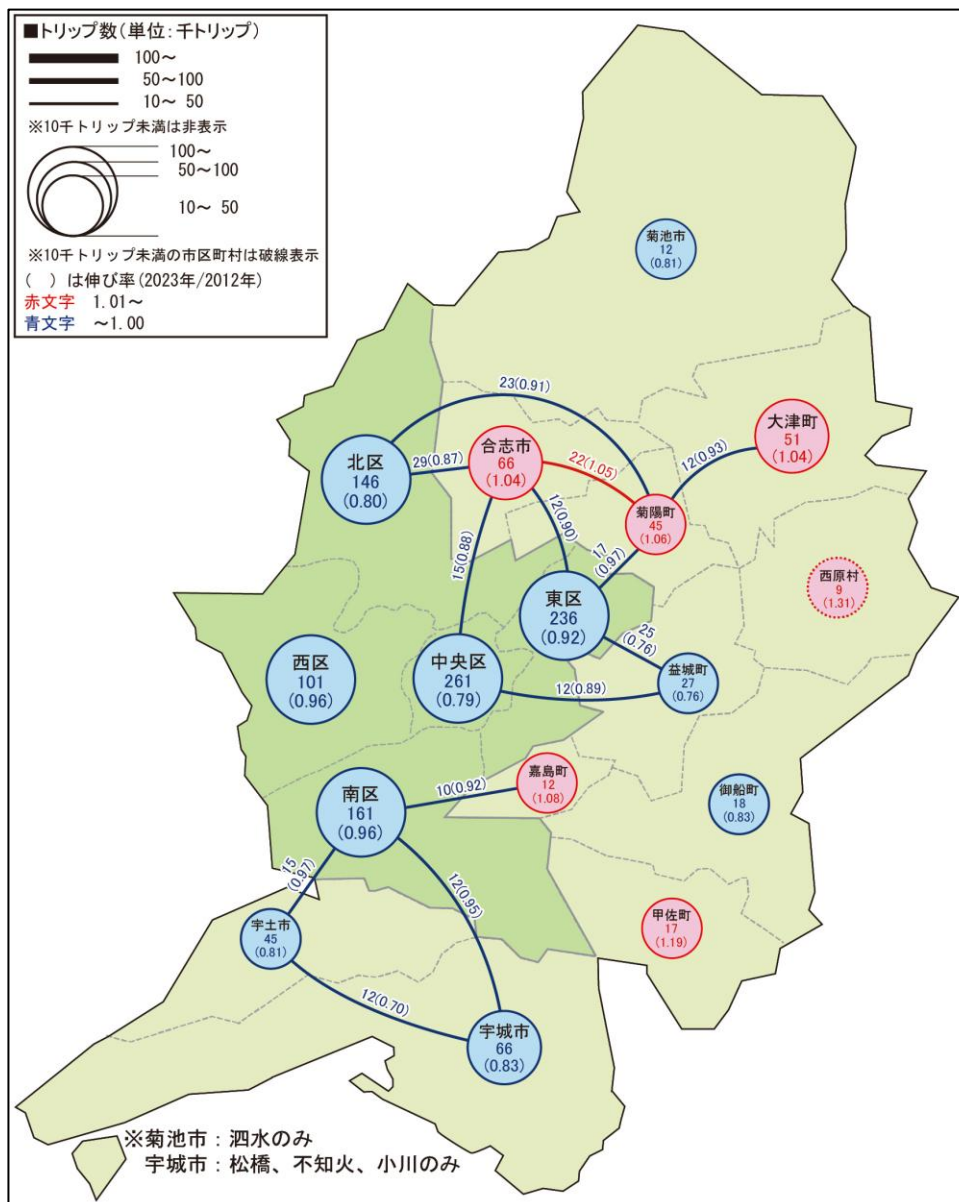 ■トリップ数(単位:千トリップ)
100～
50～100
10～ 50
※10千トリップ未満は非表示
100～
50～100
10～ 50
※10千トリップ未満の市区町村は破線表示
( )は伸び率(2023年/2012年)
赤文字 1.01～
青文字 ～1.00
菊池市
12
(0.81)
23(0.91)
大津町
51
(1.04)
12(0.93)
合志市
66
(1.04)
22(1.05)
北区
146
(0.80)
29(0.87)
菊陽町
45
(1.06)
12(0.90)
15(0.88)
17
(0.97)
西原村
9
(1.31)
東区
236
(0.92)
25
(0.76)
西区
101
(0.96)
中央区
261
(0.79)
益城町
27
(0.76)
12(0.89)
嘉島町
12
(1.08)
10(0.92)
南区
161
(0.96)
御船町
18
(0.83)
15
(0.97)
12(0.95)
甲佐町
17
(1.19)
宇土市
45
(0.81)
12(0.70)
宇城市
66
(0.83)
※菊池市:泗水のみ
宇城市:松橋、不知火、小川のみ